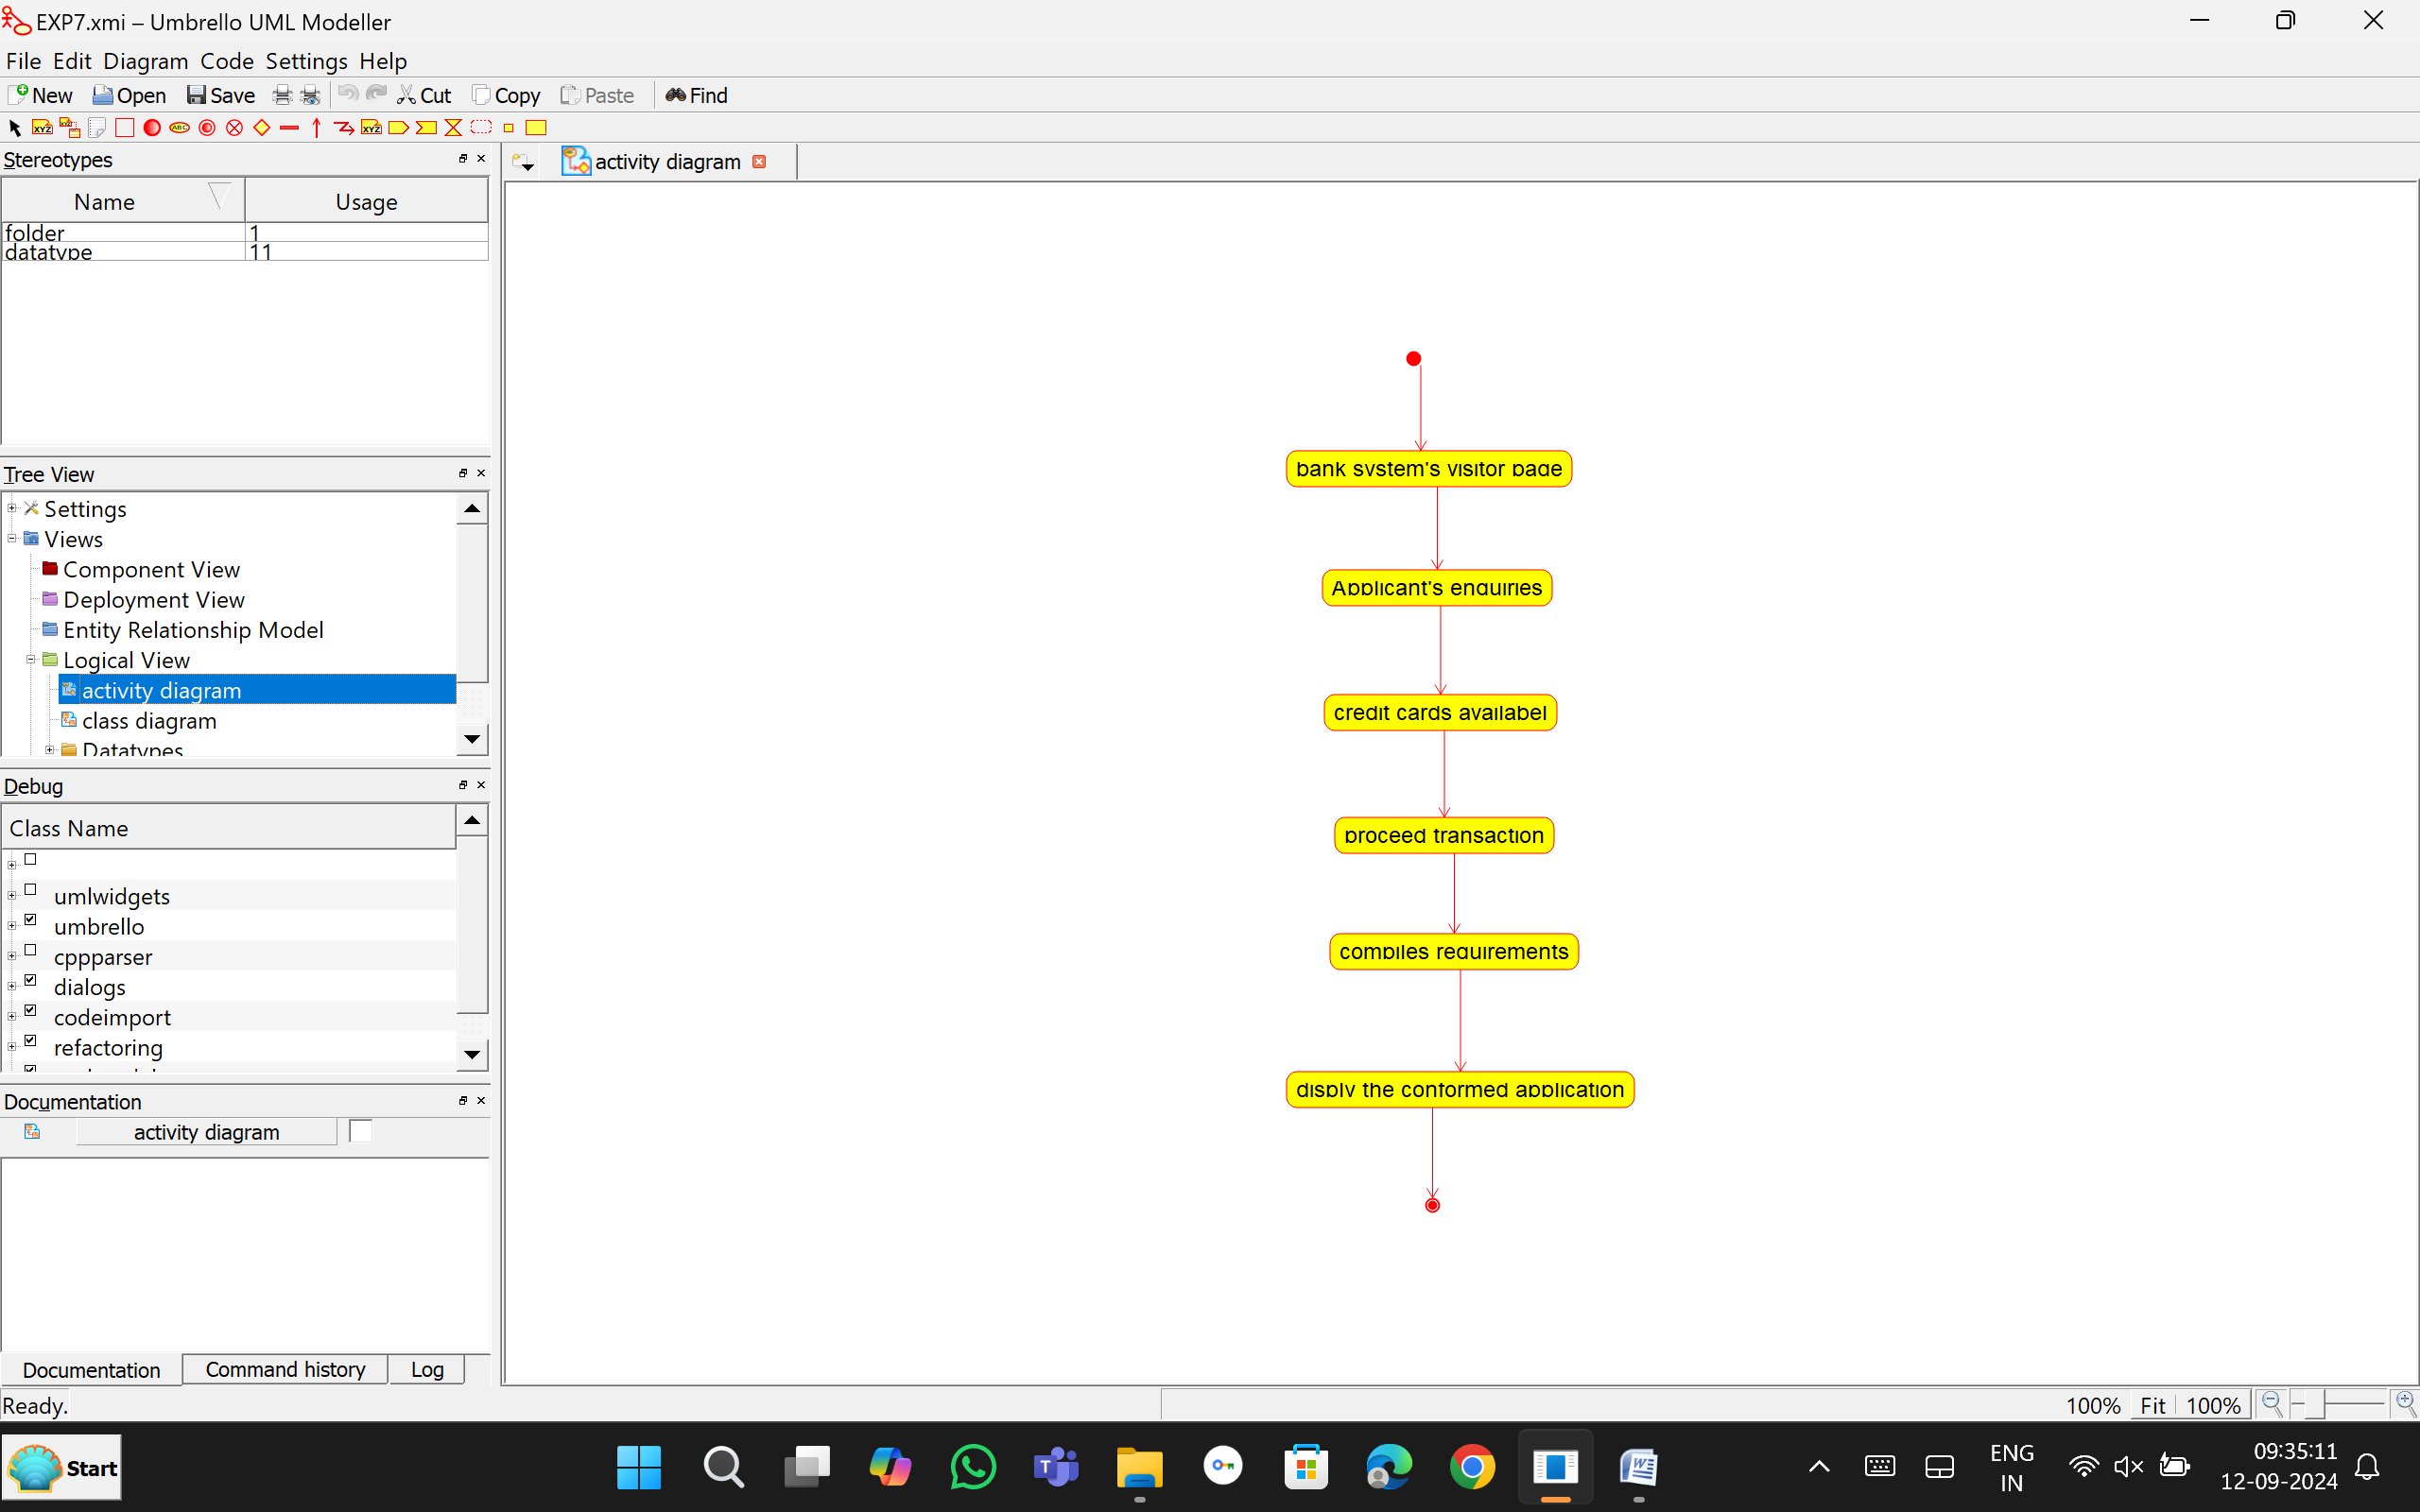 EXP7.xmi – Umbrello UML Modeller
File Edit Diagram Code Settings Help
New Open Save Cut Copy Paste Find
Stereotypes
activity diagram
Name Usage
folder 1
datatype 11
Tree View
Settings
Views
Component View
Deployment View
Entity Relationship Model
Logical View
activity diagram
class diagram
Datatypes
Debug
Class Name
umlwidgets
umbrello
cppparser
dialogs
codeimport
refactoring
Documentation
activity diagram
Documentation Command history Log
bank system's visitor page
Applicant's enquiries
credit cards availabel
proceed transaction
compiles requirements
disply the conformed application
Ready.
100% Fit 100%
Start
ENG
IN
09:35:11
12-09-2024